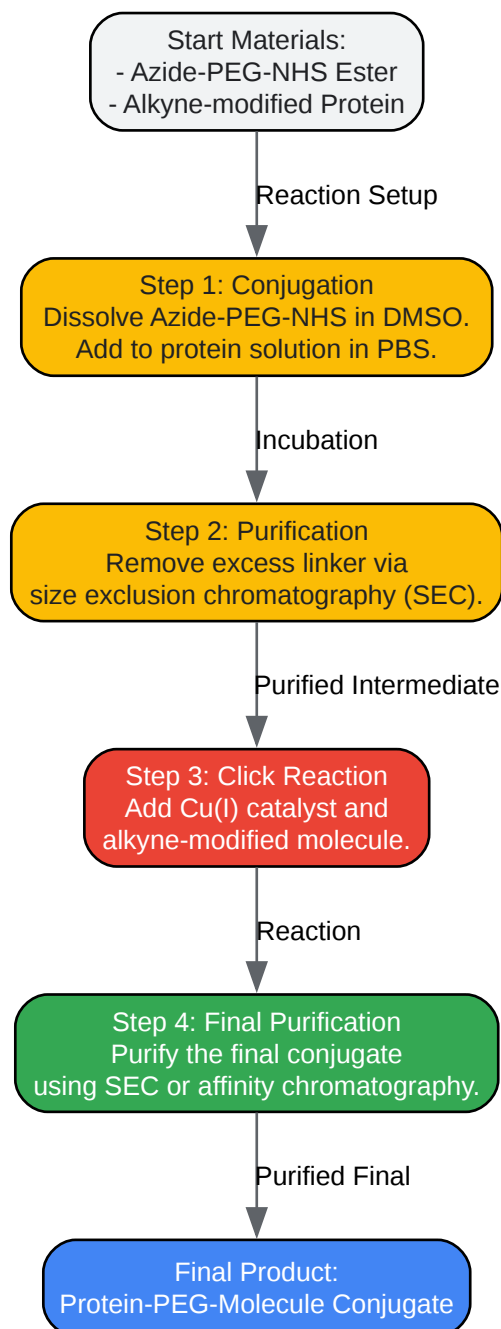 Start Materials:
- Azide-PEG-NHS Ester
- Alkyne-modified Protein
Reaction Setup
Step 1: Conjugation
Dissolve Azide-PEG-NHS in DMSO.
Add to protein solution in PBS.
Incubation
Step 2: Purification
Remove excess linker via
size exclusion chromatography (SEC).
Purified Intermediate
Step 3: Click Reaction
Add Cu(I) catalyst and
alkyne-modified molecule.
Reaction
Step 4: Final Purification
Purify the final conjugate
using SEC or affinity chromatography.
Purified Final
Final Product:
Protein-PEG-Molecule Conjugate